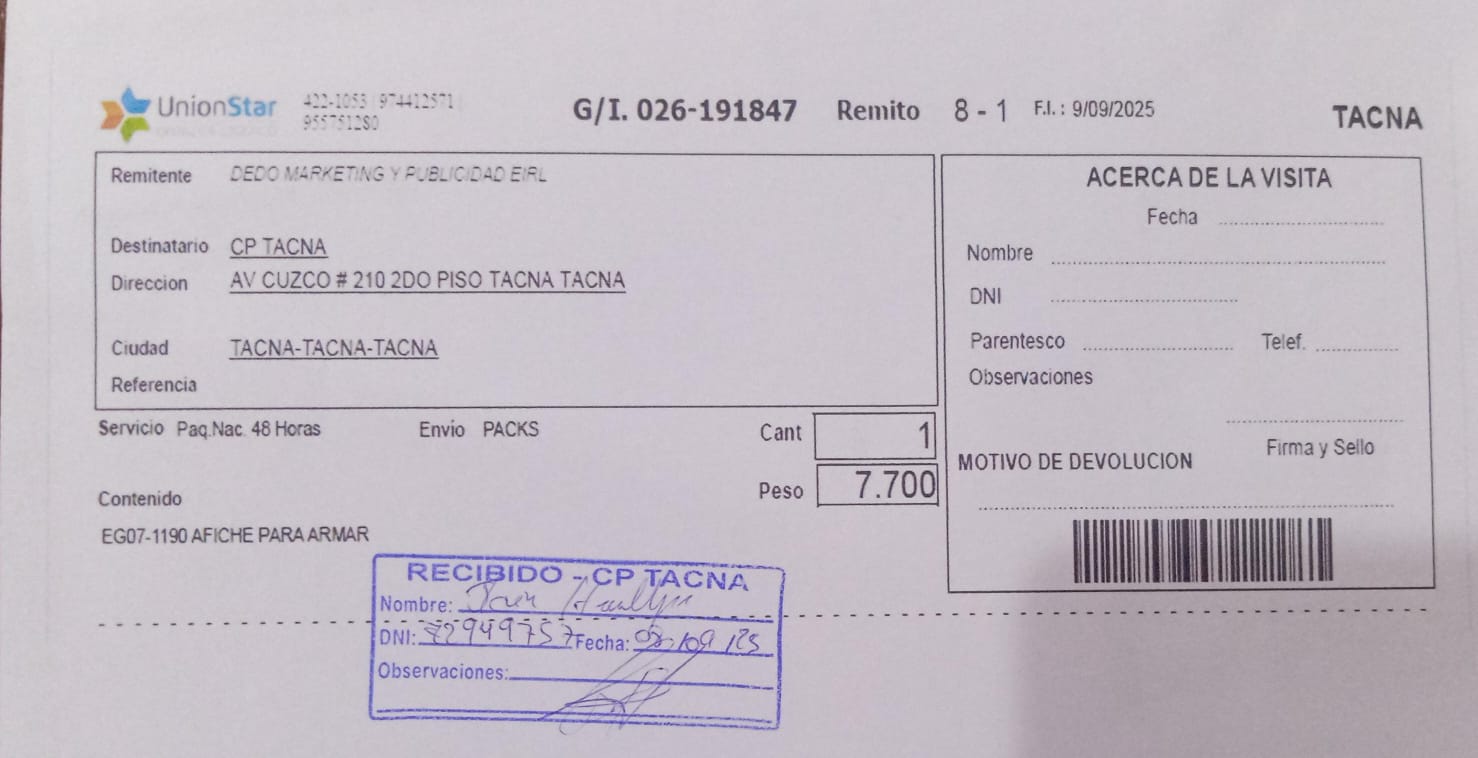 UnionStar 422-1053 | 974412571 |
955751280
G/I. 026-191847 Remito 8 - 1 F.I. : 9/09/2025 TACNA
Remitente DEDO MARKETING Y PUBLICIDAD EIRL
Destinatario CP TACNA
Direccion AV CUZCO # 210 2DO PISO TACNA TACNA
Ciudad TACNA-TACNA-TACNA
Referencia
ACERCA DE LA VISITA
Fecha
Nombre
DNI
Parentesco Telef.
Observaciones
Firma y Sello
MOTIVO DE DEVOLUCION
Servicio Paq.Nac. 48 Horas Envio PACKS Cant 1
Peso 7.700
Contenido
EG07-1190 AFICHE PARA ARMAR
RECIBIDO - CP TACNA
Nombre:
DNI: 72949757 Fecha: /09/25
Observaciones: